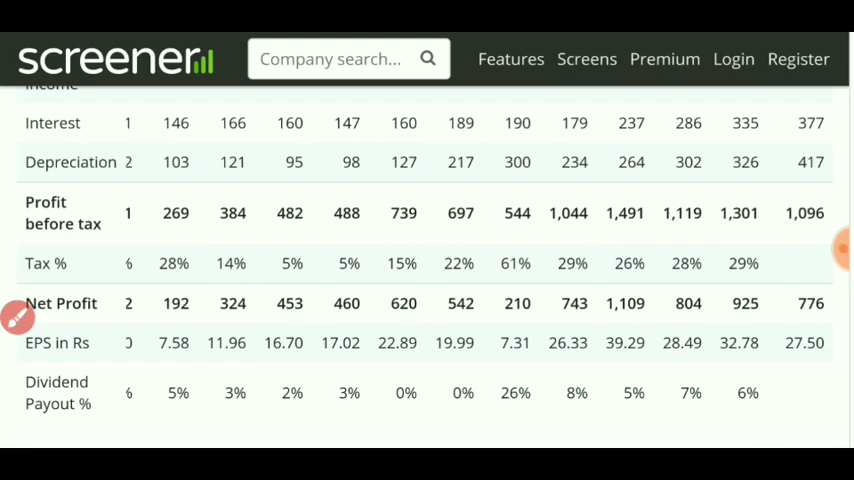 screener
Company search...
Features Screens Premium Login Register
Income
Interest 1 146 166 160 147 160 189 190 179 237 286 335 377
Depreciation 2 103 121 95 98 127 217 300 234 264 302 326 417
Profit
before tax 1 269 384 482 488 739 697 544 1,044 1,491 1,119 1,301 1,096
Tax % % 28% 14% 5% 5% 15% 22% 61% 29% 26% 28% 29%
Net Profit 2 192 324 453 460 620 542 210 743 1,109 804 925 776
EPS in Rs 0 7.58 11.96 16.70 17.02 22.89 19.99 7.31 26.33 39.29 28.49 32.78 27.50
Dividend
Payout % % 5% 3% 2% 3% 0% 0% 26% 8% 5% 7% 6%